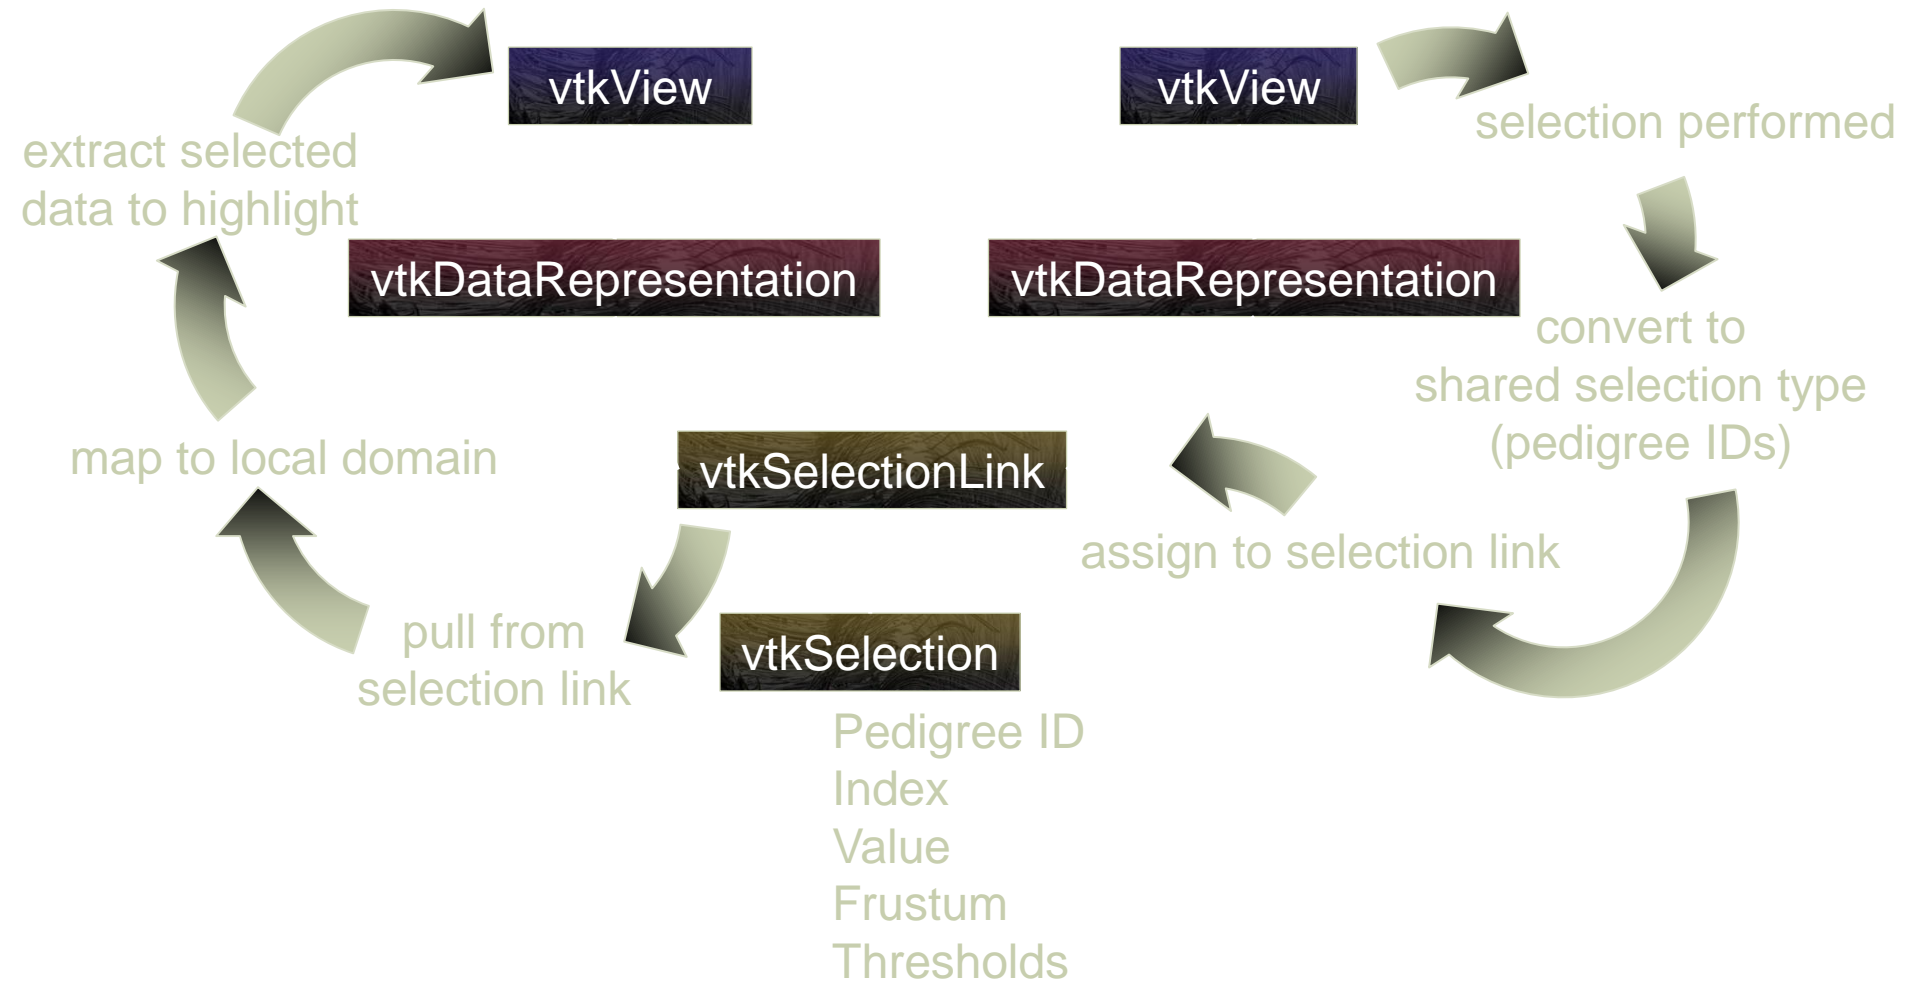 vtkView
vtkView
selection performed
extract selected
data to highlight
vtkDataRepresentation
vtkDataRepresentation
convert to
shared selection type
(pedigree IDs)
map to local domain
vtkSelectionLink
assign to selection link
pull from
selection link
vtkSelection
Pedigree ID
Index
Value
Frustum
Thresholds